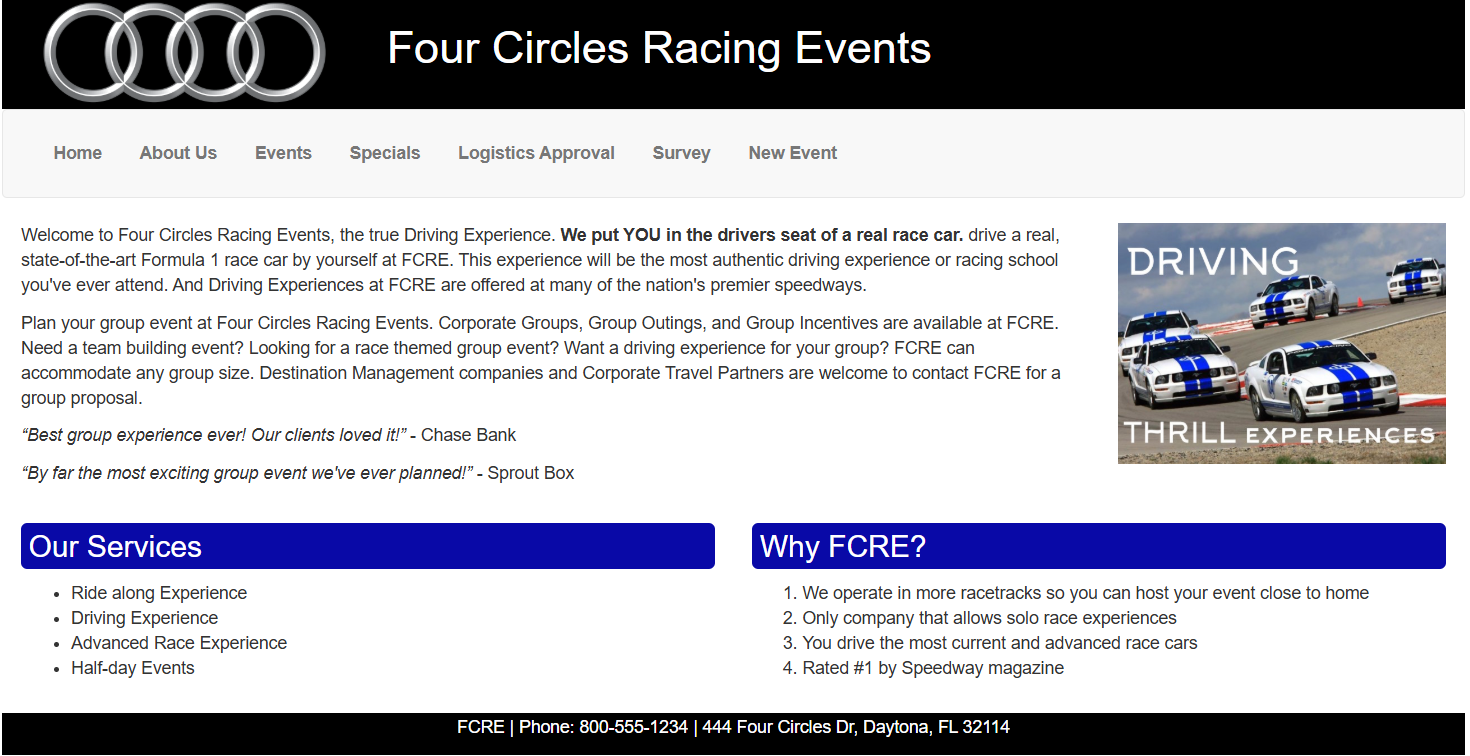 Four Circles Racing Events
Home About Us Events Specials Logistics Approval Survey New Event
Welcome to Four Circles Racing Events, the true Driving Experience. We put YOU in the drivers seat of a real race car. drive a real,
state-of-the-art Formula 1 race car by yourself at FCRE. This experience will be the most authentic driving experience or racing school
you've ever attend. And Driving Experiences at FCRE are offered at many of the nation's premier speedways.
Plan your group event at Four Circles Racing Events. Corporate Groups, Group Outings, and Group Incentives are available at FCRE.
Need a team building event? Looking for a race themed group event? Want a driving experience for your group? FCRE can
accommodate any group size. Destination Management companies and Corporate Travel Partners are welcome to contact FCRE for a
group proposal.
“Best group experience ever! Our clients loved it!” - Chase Bank
“By far the most exciting group event we've ever planned!” - Sprout Box
DRIVING
THRILL EXPERIENCES
Our Services
• Ride along Experience
• Driving Experience
• Advanced Race Experience
• Half-day Events
Why FCRE?
1. We operate in more racetracks so you can host your event close to home
2. Only company that allows solo race experiences
3. You drive the most current and advanced race cars
4. Rated #1 by Speedway magazine
FCRE | Phone: 800-555-1234 | 444 Four Circles Dr, Daytona, FL 32114